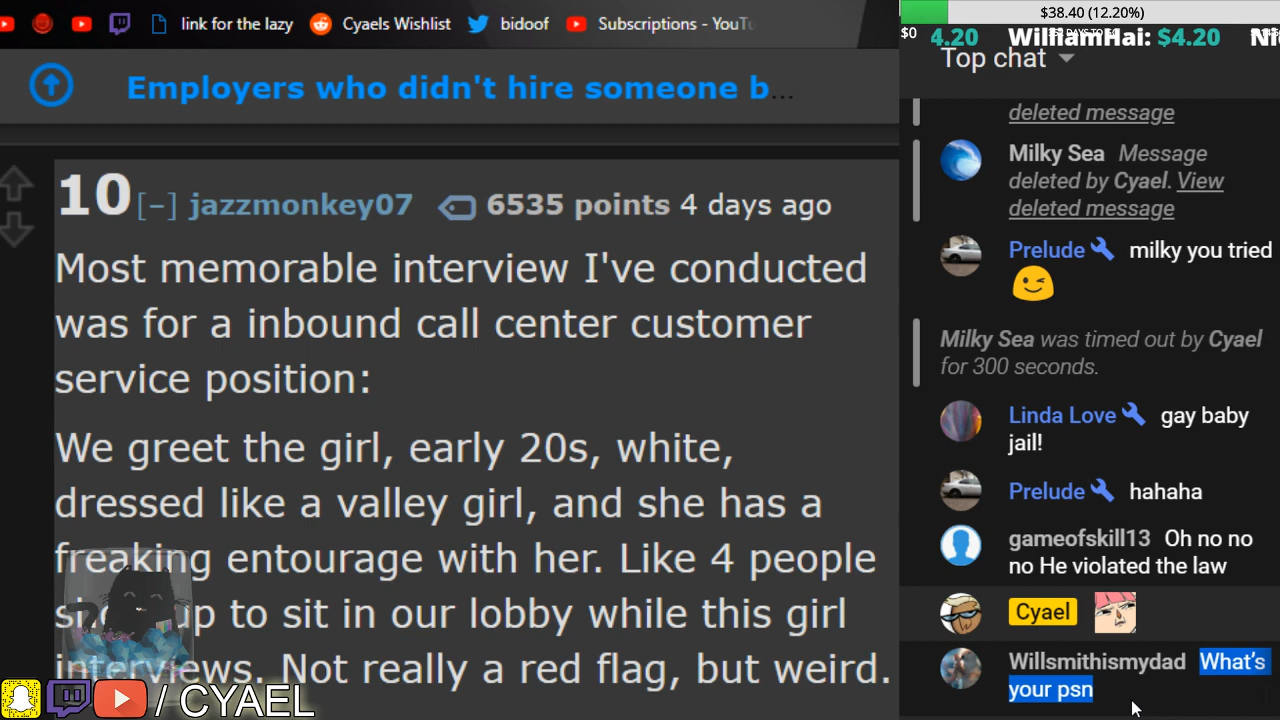 link for the lazy
Cyaels Wishlist
bidoof
Subscriptions - YouTu
Employers who didn't hire someone b...
10 [–] jazzmonkey07 6535 points 4 days ago
Most memorable interview I've conducted
was for a inbound call center customer
service position:
We greet the girl, early 20s, white,
dressed like a valley girl, and she has a
freaking entourage with her. Like 4 people
up to sit in our lobby while this girl
interviews. Not really a red flag, but weird.
/ CYAEL
$38.40 (12.20%)
$0
4.20 WilliamHai: $4.20
Top chat
deleted message
Milky Sea Message
deleted by Cyael. View
deleted message
Prelude milky you tried
Milky Sea was timed out by Cyael
for 300 seconds.
Linda Love gay baby
jail!
Prelude hahaha
gameofskill13 Oh no no
no He violated the law
Cyael
Willsmithismydad What's
your psn